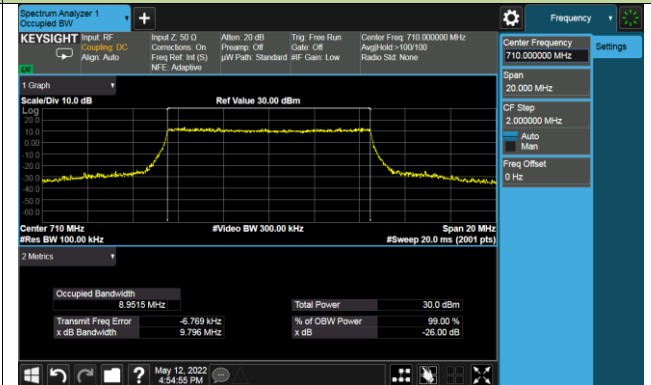 Spectrum Analyzer 1
Occupied BW
+
Frequency
KEYSIGHT
Input: RF
Coupling: DC
Align: Auto
Input Z: 50 Ω
Corrections: On
Freq Ref: Int (S)
NFE: Adaptive
Atten: 20 dB
Preamp: Off
µW Path: Standard
Trig: Free Run
Gate: Off
#IF Gain: Low
Center Freq: 710.000000 MHz
Avg|Hold:>100/100
Radio Std: None
Center Frequency
710.000000 MHz
Settings
Span
20.000 MHz
CF Step
2.000000 MHz
Auto
Man
Freq Offset
0 Hz
1 Graph
Scale/Div 10.0 dB
Ref Value 30.00 dBm
Log
20.0
10.0
0.00
-10.0
-20.0
-30.0
-40.0
-50.0
-60.0
Center 710 MHz
#Video BW 300.00 kHz
Span 20 MHz
#Res BW 100.00 kHz
#Sweep 20.0 ms (2001 pts)
2 Metrics
Occupied Bandwidth
8.9515 MHz
Total Power
30.0 dBm
Transmit Freq Error
-6.769 kHz
% of OBW Power
99.00 %
x dB Bandwidth
9.796 MHz
x dB
-26.00 dB
?
May 12, 2022
4:54:55 PM